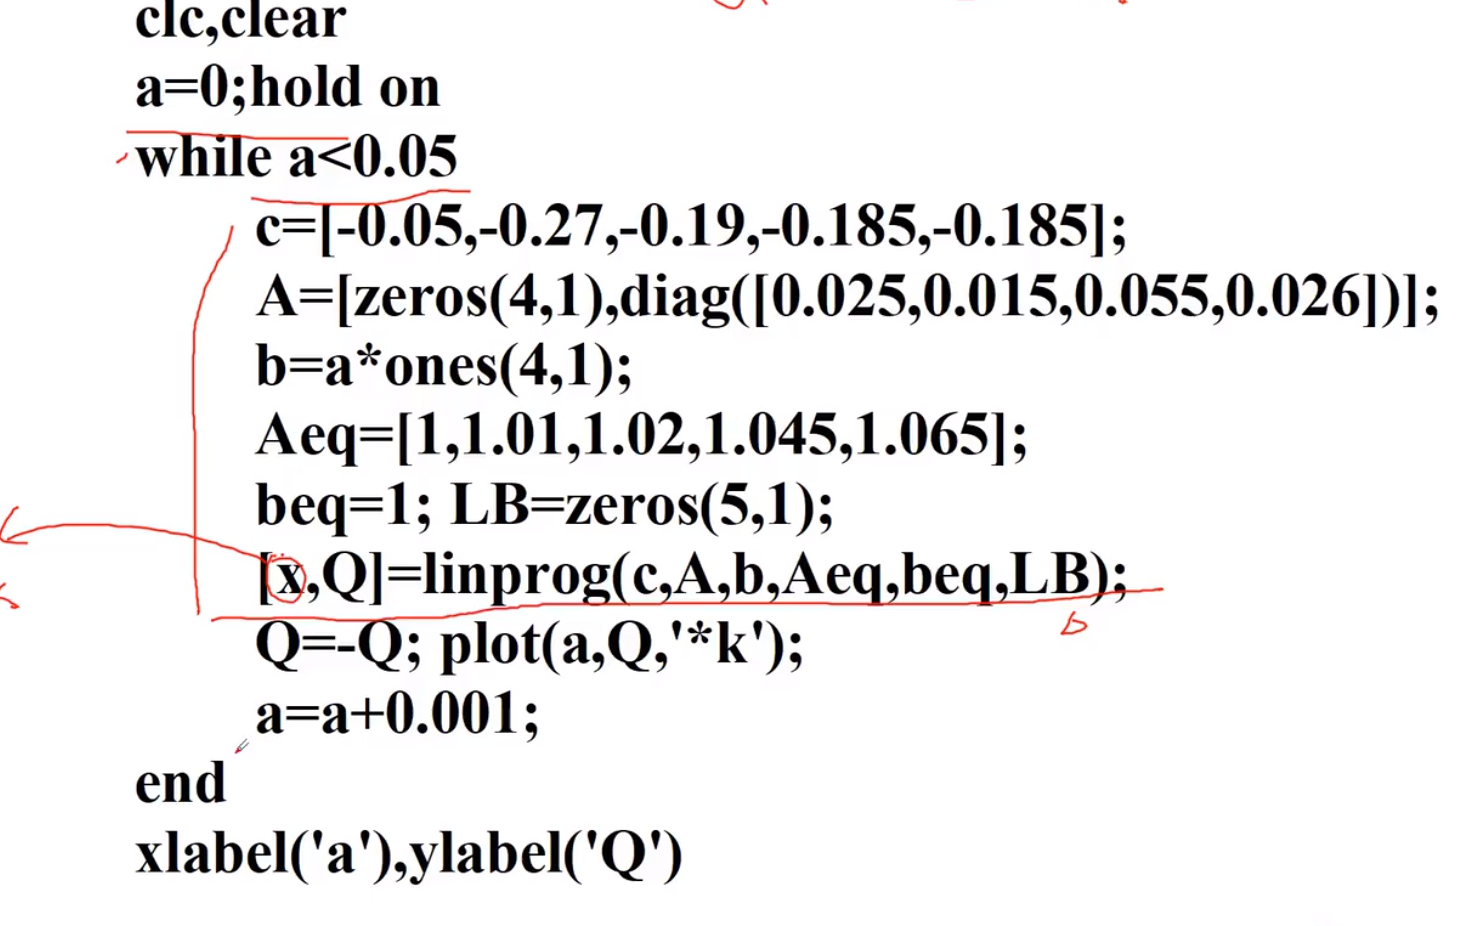 clc,clear
a=0;hold on
while a<0.05
c=[-0.05,-0.27,-0.19,-0.185,-0.185];
A=[zeros(4,1),diag([0.025,0.015,0.055,0.026])];
b=a*ones(4,1);
Aeq=[1,1.01,1.02,1.045,1.065];
beq=1; LB=zeros(5,1);
[x,Q]=linprog(c,A,b,Aeq,beq,LB);
Q=-Q; plot(a,Q,'*k');
a=a+0.001;
end
xlabel('a'),ylabel('Q')